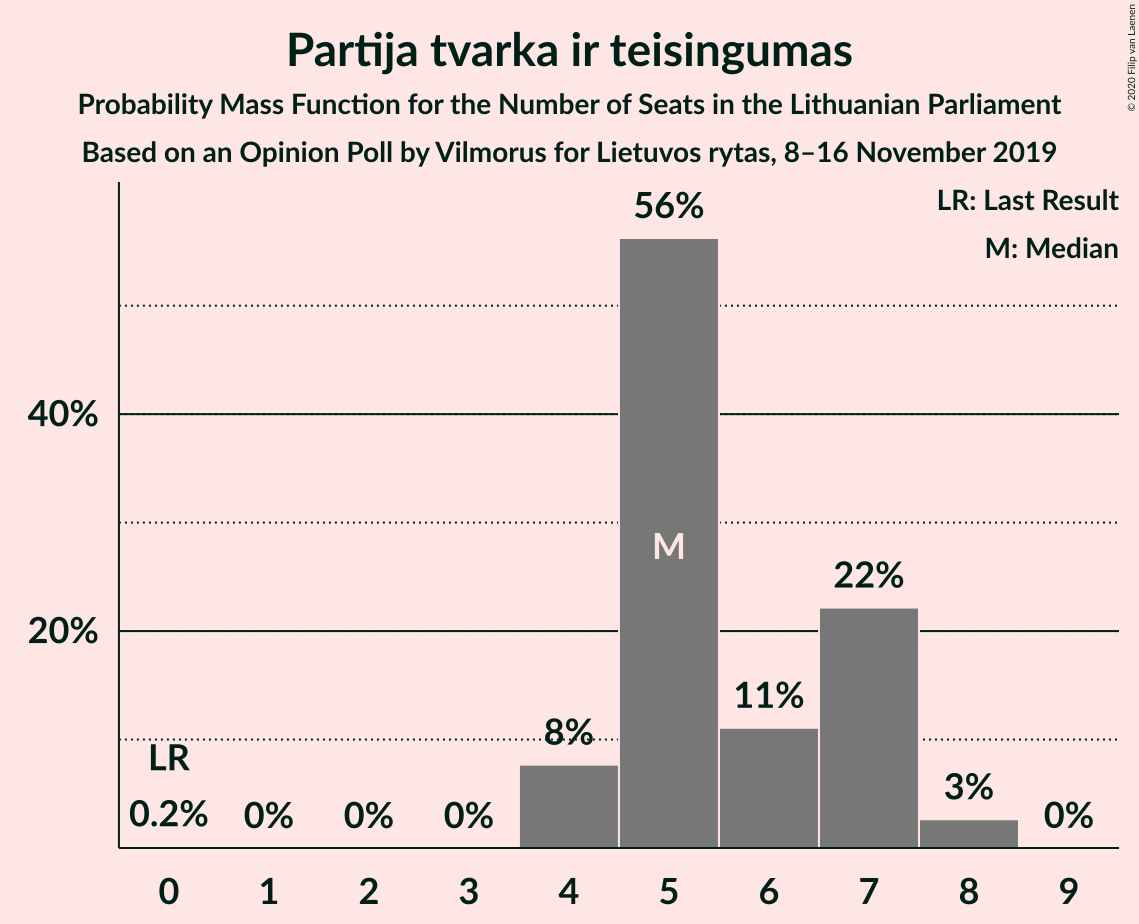 Partija tvarka ir teisingumas
Probability Mass Function for the Number of Seats in the Lithuanian Parliament
Based on an Opinion Poll by Vilmorus for Lietuvos rytas, 8–16 November 2019
© 2020 Filip van Laenen
LR: Last Result
M: Median
56%
40%
M
22%
20%
11%
8%
LR
3%
0.2% 0% 0% 0% 0%
0 1 2 3 4 5 6 7 8 9